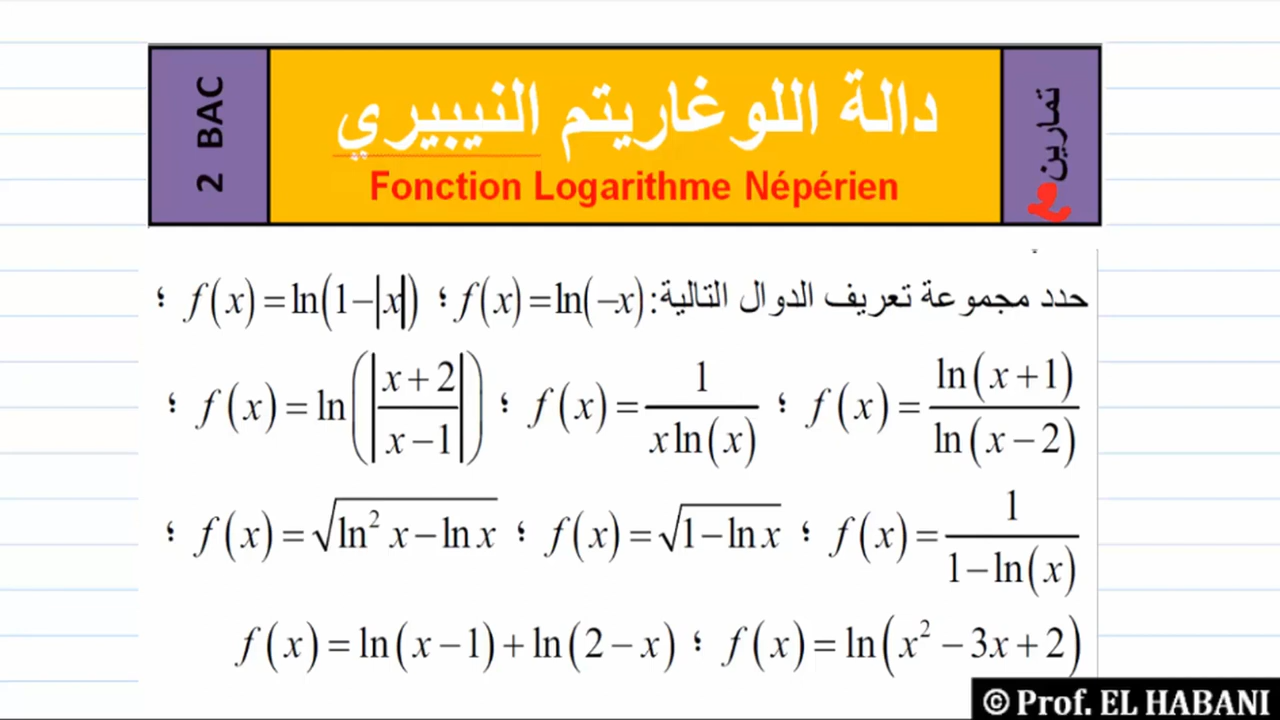 2 BAC
دالة اللوغاريتم النيبيري
Fonction Logarithme Népérien
تمارين
حدد مجموعة تعريف الدوال التالية: f(x)=ln(−x) ؛ f(x)=ln(1−|x|) ؛
f(x)=ln(x+1)/ln(x−2) ؛ f(x)=1/(x ln(x)) ؛ f(x)=ln(|(x+2)/(x−1)|) ؛
f(x)=1/(1−ln(x)) ؛ f(x)=√(1−ln x) ؛ f(x)=√(ln² x−ln x) ؛
f(x)=ln(x²−3x+2) ؛ f(x)=ln(x−1)+ln(2−x)
© Prof. EL HABANI